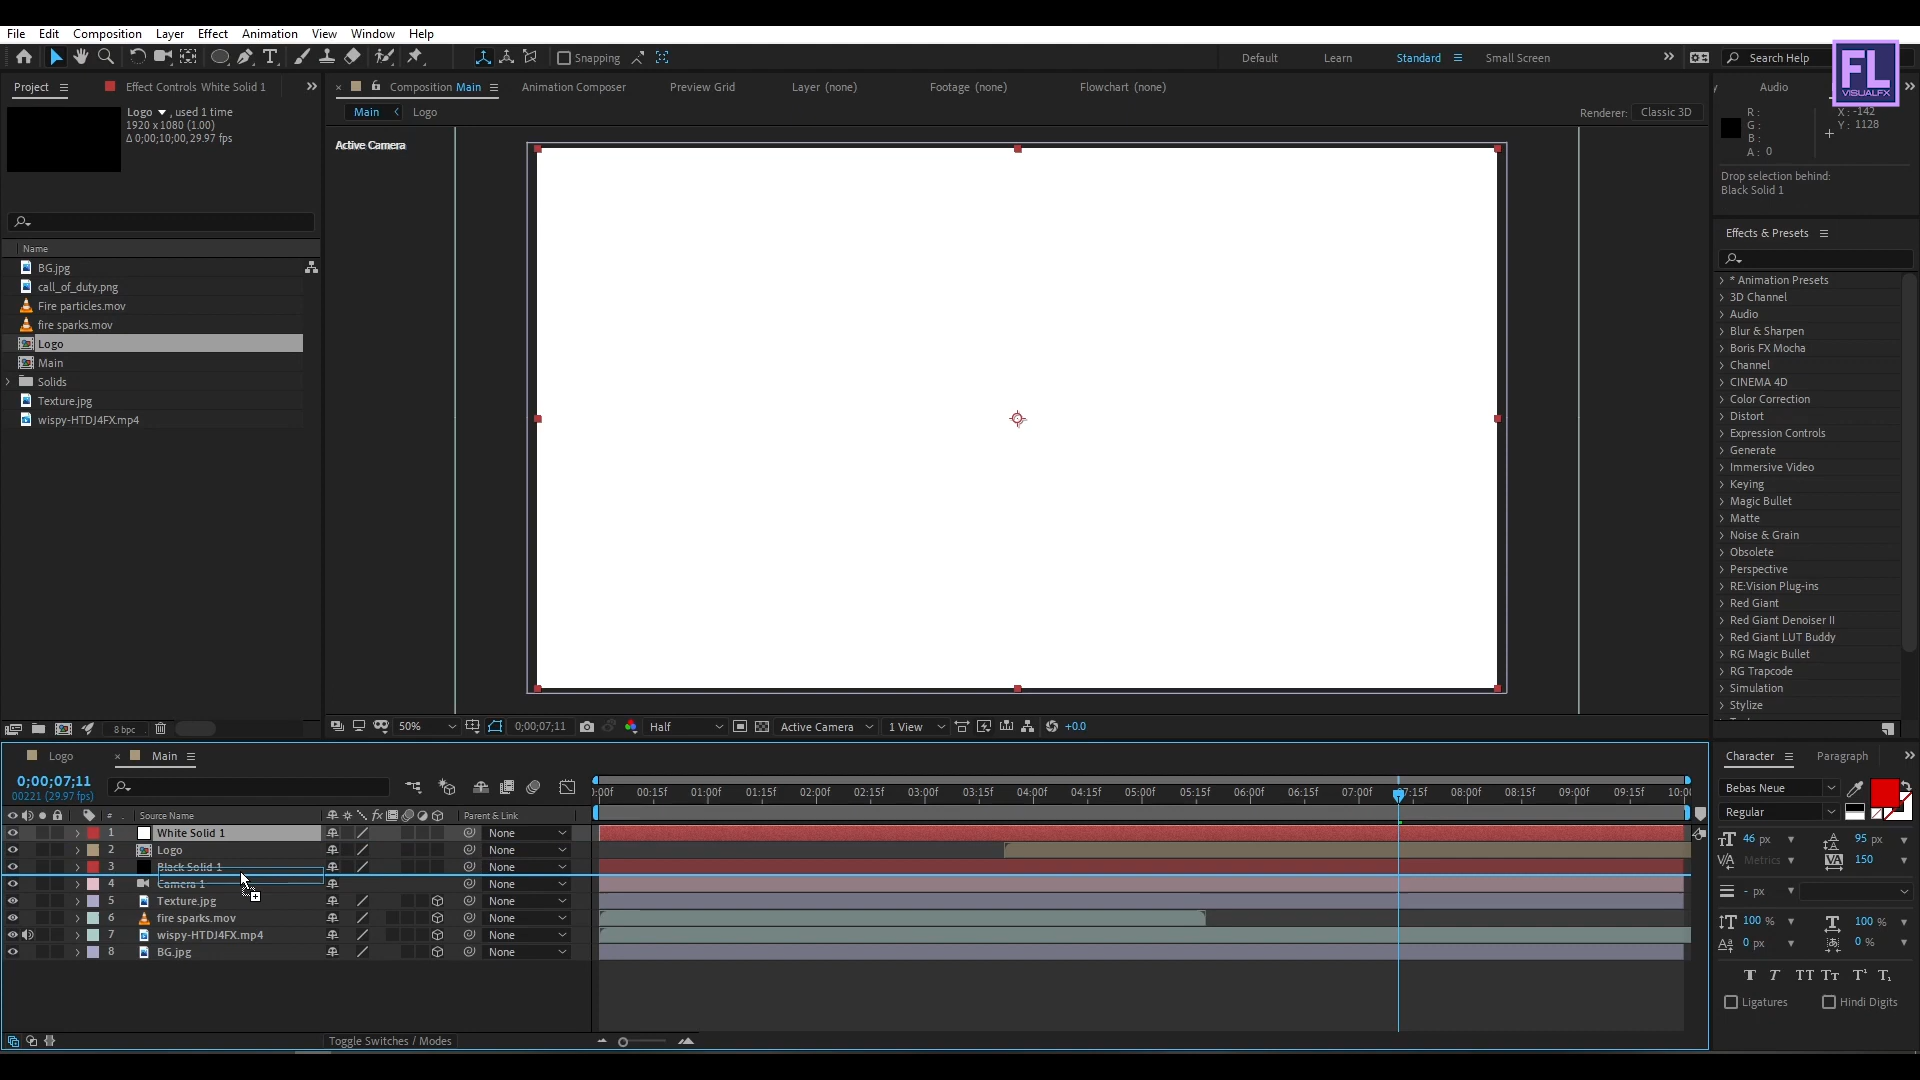 File Edit Composition Layer Effect Animation View Window Help
Snapping
Default Learn Standard Small Screen
Search Help
FL
VISUALFX
Project
Effect Controls White Solid 1
Composition Main
Animation Composer
Preview Grid
Layer (none)
Footage (none)
Flowchart (none)
Audio
Logo , used 1 time
1920 x 1080 (1.00)
Δ 0;00;10;00, 29.97 fps
Main
Logo
Renderer: Classic 3D
R :
G :
B :
A : 0
X : -142
Y : 1128
Drop selection behind:
Black Solid 1
Active Camera
Effects & Presets
Name
BG.jpg
call_of_duty.png
Fire particles.mov
fire sparks.mov
Logo
Main
Solids
Texture.jpg
wispy-HTDJ4FX.mp4
* Animation Presets
3D Channel
Audio
Blur & Sharpen
Boris FX Mocha
Channel
CINEMA 4D
Color Correction
Distort
Expression Controls
Generate
Immersive Video
Keying
Magic Bullet
Matte
Noise & Grain
Obsolete
Perspective
RE:Vision Plug-ins
Red Giant
Red Giant Denoiser II
Red Giant LUT Buddy
RG Magic Bullet
RG Trapcode
Simulation
Stylize
8 bpc
50%
0;00;07;11
Half
Active Camera
1 View
+0.0
Logo
Main
0;00;07;11
00221 (29.97 fps)
:00f 00:15f 01:00f 01:15f 02:00f 02:15f 03:00f 03:15f 04:00f 04:15f 05:00f 05:15f 06:00f 06:15f 07:00f 07:15f 08:00f 08:15f 09:00f 09:15f 10:00
# Source Name fx Parent & Link
1 White Solid 1 None
2 Logo None
3 Black Solid 1 None
4 Camera 1 None
5 Texture.jpg None
6 fire sparks.mov None
7 wispy-HTDJ4FX.mp4 None
8 BG.jpg None
Toggle Switches / Modes
Character
Paragraph
Bebas Neue
Regular
46 px
95 px
Metrics
150
- px
100 %
100 %
0 px
0 %
T T TT Tt T¹ T₁
Ligatures
Hindi Digits